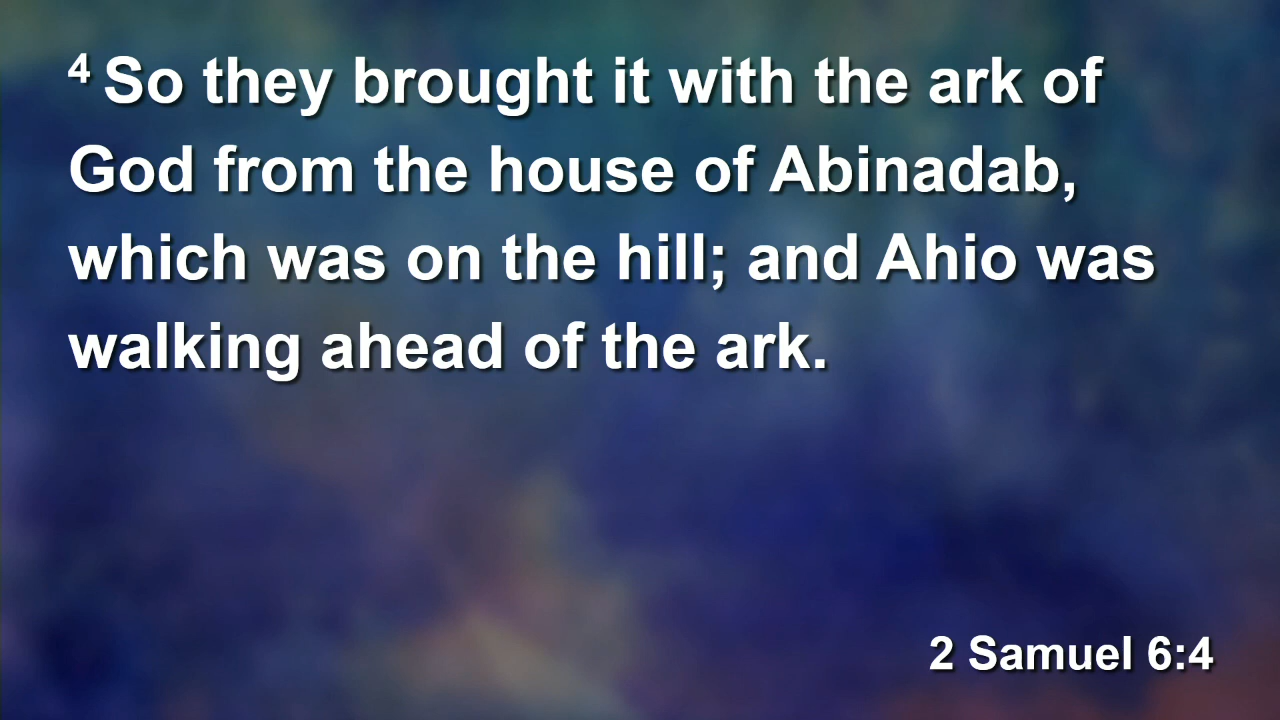 4 So they brought it with the ark of
God from the house of Abinadab,
which was on the hill; and Ahio was
walking ahead of the ark.
2 Samuel 6:4